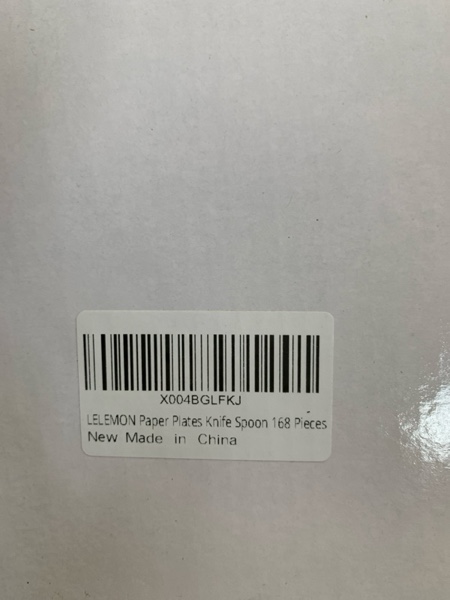 X004BGLFKJ
LELEMON Paper Plates Knife Spoon 168 Pieces
New Made in China